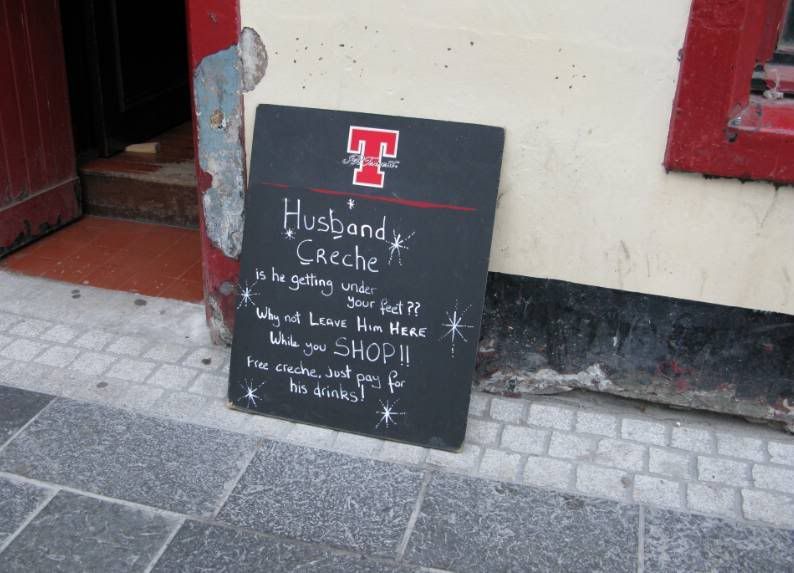 T
Husband
Creche
is he getting under
your feet??
Why not LEAVE HIM HERE
While you SHOP!!
Free creche, Just pay for
his drinks!